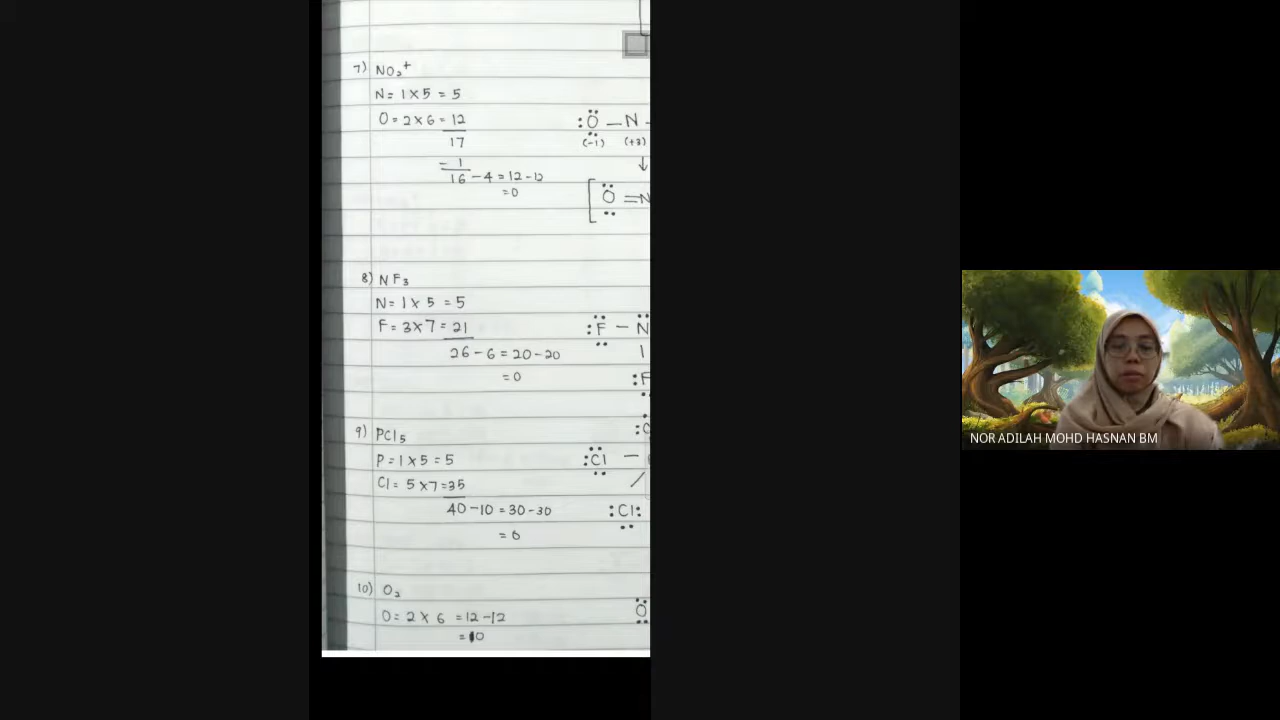 7) NO₂⁺
N = 1 × 5 = 5
O = 2 × 6 = 12
17
:O — N —
(-1) (+3)
- 1
↓
16 - 4 = 12 - 12
= 0
[ O = N
8) NF₃
N = 1 × 5 = 5
F = 3 × 7 = 21
:F — N
26 - 6 = 20 - 20
= 0
:F
9) PCl₅
P = 1 × 5 = 5
:Cl —
Cl = 5 × 7 = 35
40 - 10 = 30 - 30
:Cl:
= 0
10) O₂
O = 2 × 6 = 12 - 12
O
= 0
NOR ADILAH MOHD HASNAN BM